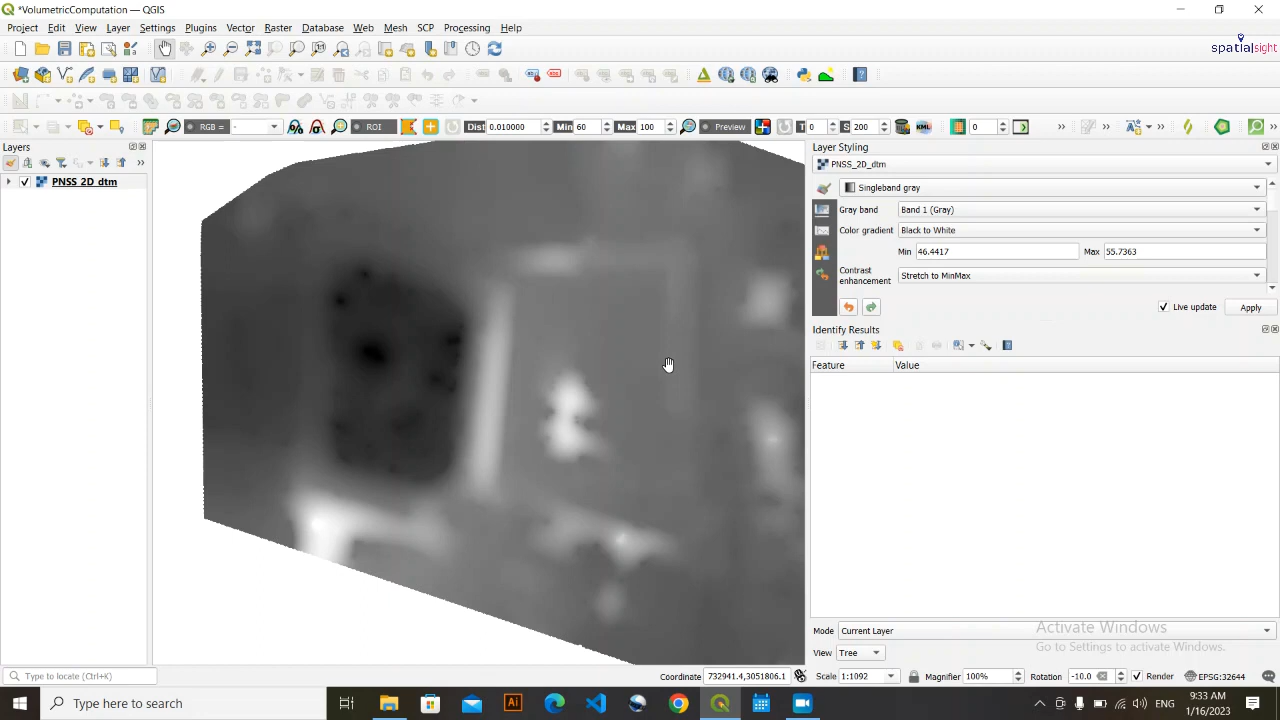 *VolumetricComputation — QGIS
Project Edit View Layer Settings Plugins Vector Raster Database Web Mesh SCP Processing Help
spatialsight
RGB = - ROI Dist 0.010000 Min 60 Max 100 Preview T 0 S 200 KML 0
Layers
PNSS_2D_dtm
Layer Styling
PNSS_2D_dtm
Singleband gray
Gray band Band 1 (Gray)
Color gradient Black to White
Min 46.4417 Max 55.7363
Contrast enhancement Stretch to MinMax
Live update Apply
Identify Results
Feature Value
Mode Current Layer
View Tree
Activate Windows
Go to Settings to activate Windows.
Type to locate (Ctrl+K) Coordinate 732941.4,3051806.1 Scale 1:1092 Magnifier 100% Rotation -10.0 Render EPSG:32644
Type here to search
ENG
9:33 AM
1/16/2023